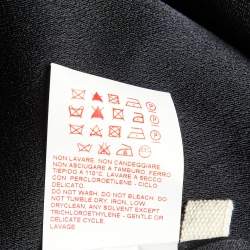 NON LAVARE, NON CANDEGGIARE
NON ASCIUGARE A TAMBURO, FERRO
TIEPIDO A 110°C, LAVARE A SECCO
CON PERCLOROETILENE - CICLO
DELICATO
DO NOT WASH, DO NOT BLEACH, DO
NOT TUMBLE DRY, IRON, LOW,
DRYCLEAN, ANY SOLVENT EXCEPT
TRICHLOROETHYLENE - GENTLE OR
DELICATE CYCLE.
LAVAGE